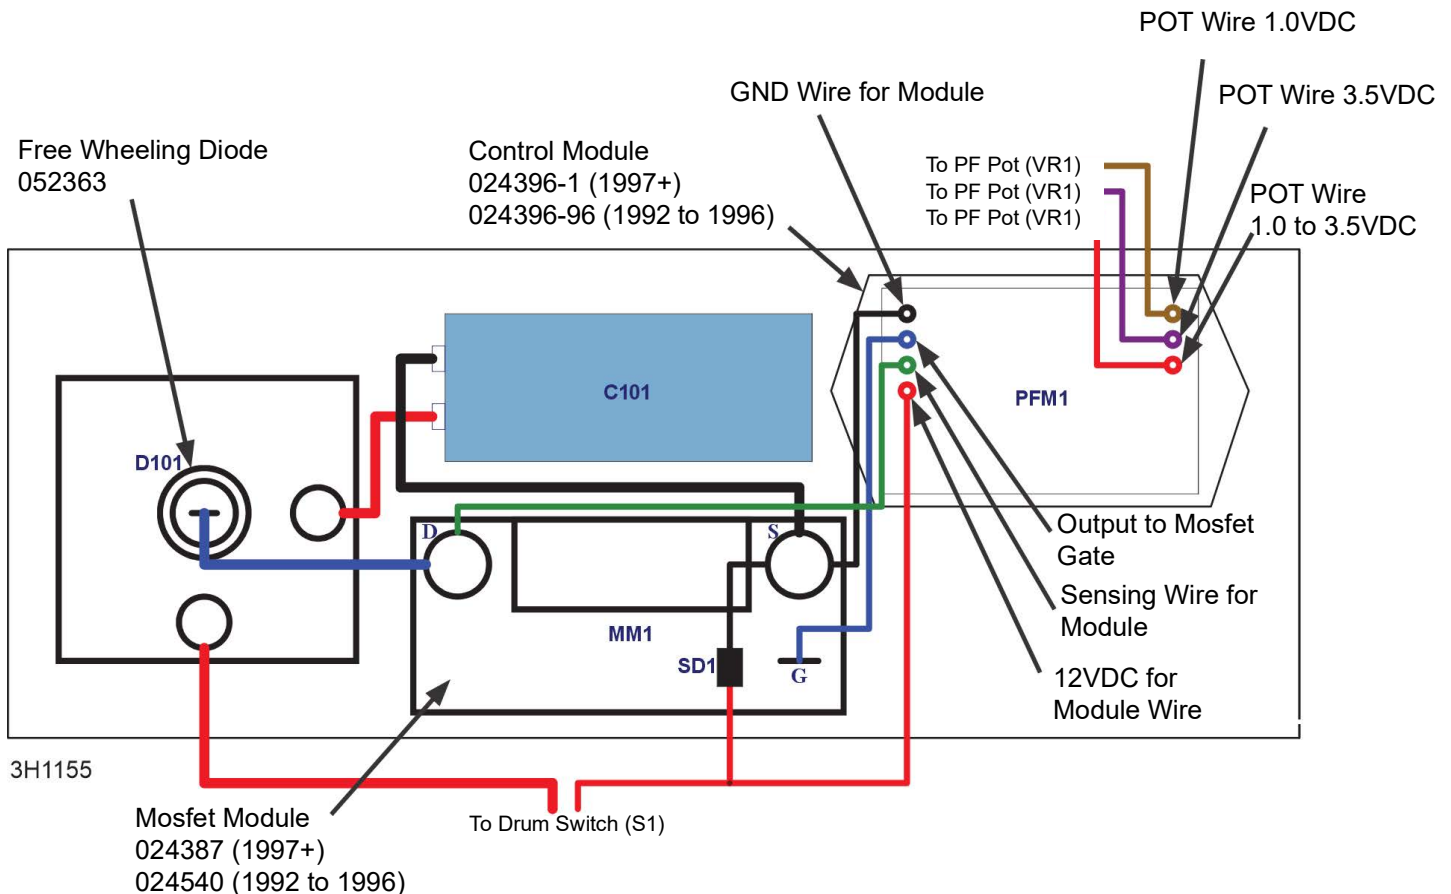 POT Wire 1.0VDC
GND Wire for Module
POT Wire 3.5VDC
Free Wheeling Diode
052363
Control Module
024396-1 (1997+)
024396-96 (1992 to 1996)
To PF Pot (VR1)
To PF Pot (VR1)
To PF Pot (VR1)
POT Wire
1.0 to 3.5VDC
C101
PFM1
D101
D
S
Output to Mosfet
Gate
Sensing Wire for
Module
MM1
SD1
G
12VDC for
Module Wire
3H1155
Mosfet Module
024387 (1997+)
024540 (1992 to 1996)
To Drum Switch (S1)